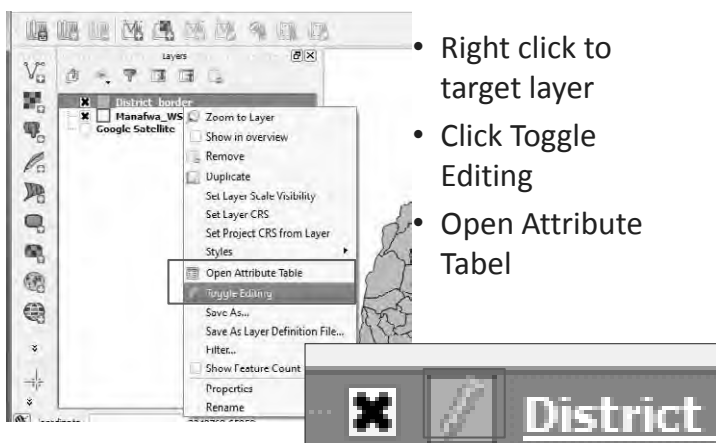 Layers
District_border
Manafwa_WS
Google Satellite
Zoom to Layer
Show in overview
Remove
Duplicate
Set Layer Scale Visibility
Set Layer CRS
Set Project CRS from Layer
Styles
Open Attribute Table
Toggle Editing
Save As...
Save As Layer Definition File...
Filter...
Show Feature Count
Properties
Rename
• Right click to
target layer
• Click Toggle
Editing
• Open Attribute
Tabel
District